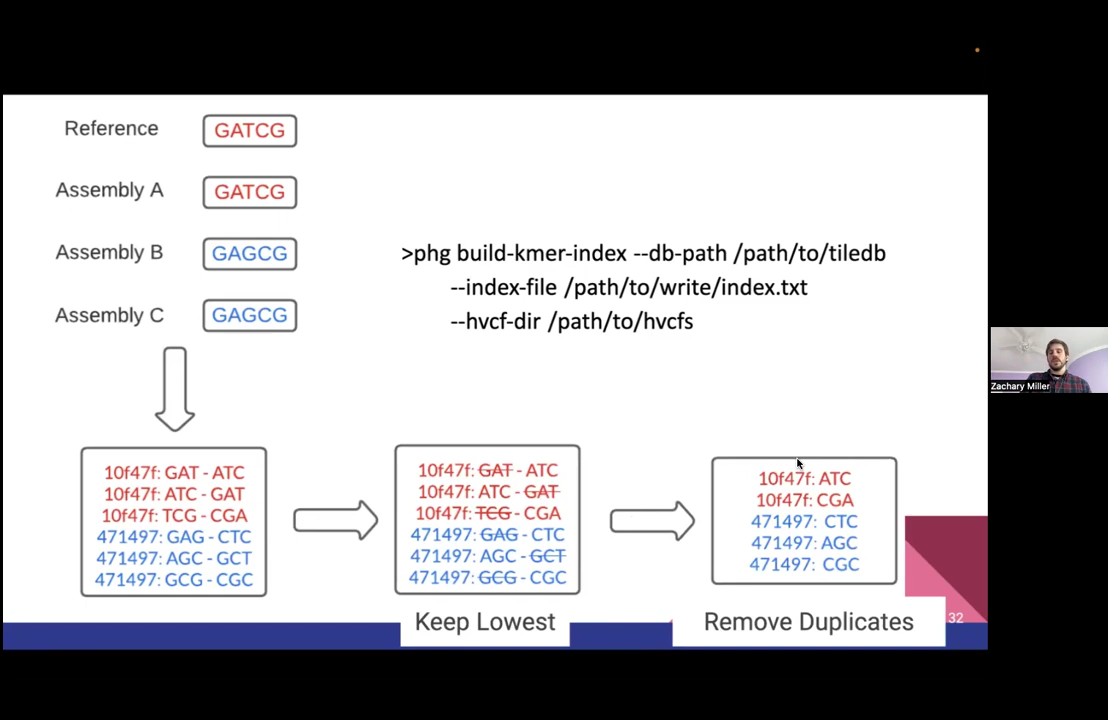 Reference GATCG
Assembly A GATCG
Assembly B GAGCG
Assembly C GAGCG
>phg build-kmer-index --db-path /path/to/tiledb
--index-file /path/to/write/index.txt
--hvcf-dir /path/to/hvcfs
Zachary Miller
10f47f: GAT - ATC
10f47f: ATC - GAT
10f47f: TCG - CGA
471497: GAG - CTC
471497: AGC - GCT
471497: GCG - CGC
10f47f: GAT - ATC
10f47f: ATC - GAT
10f47f: TCG - CGA
471497: GAG - CTC
471497: AGC - GCT
471497: GCG - CGC
Keep Lowest
10f47f: ATC
10f47f: CGA
471497: CTC
471497: AGC
471497: CGC
Remove Duplicates
32